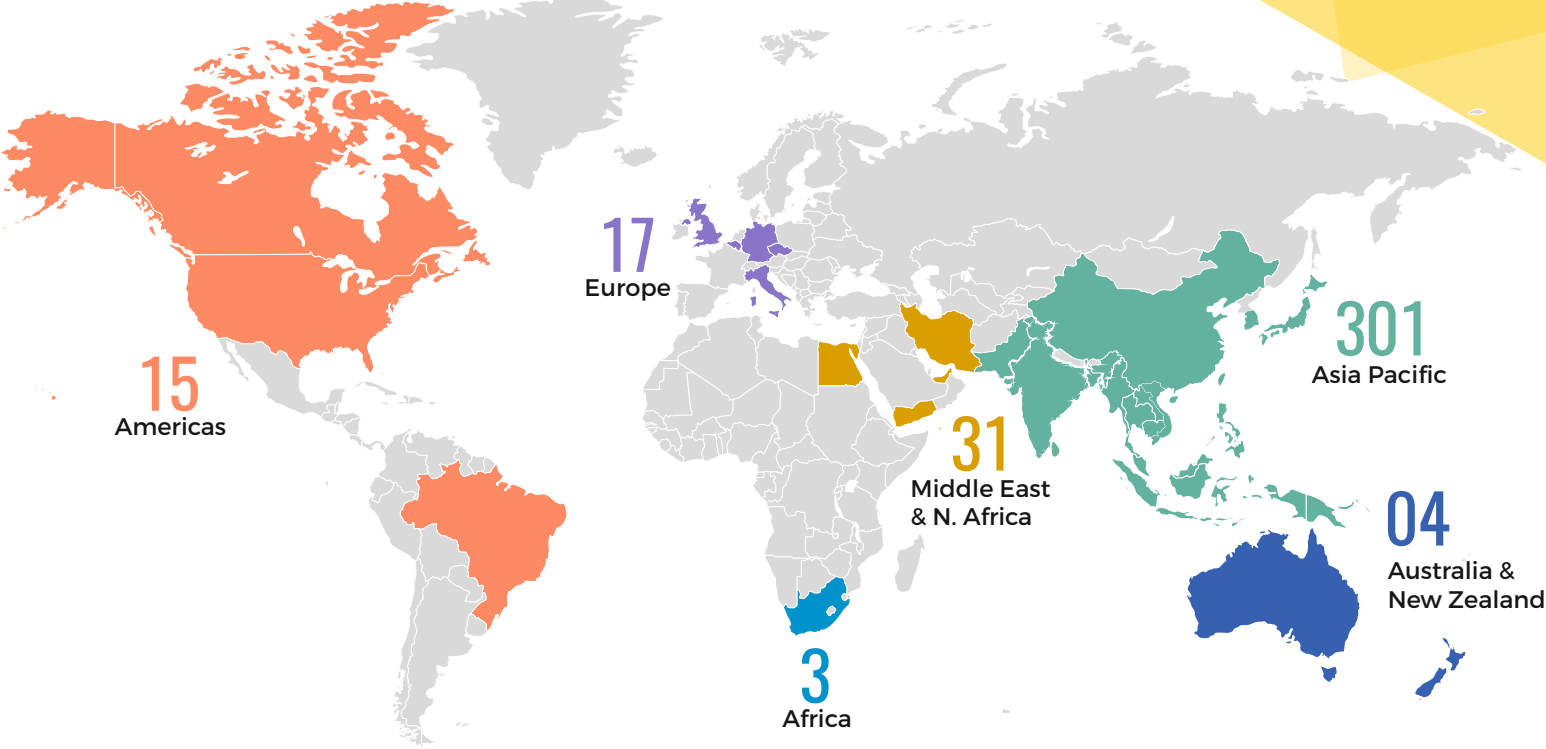 17
Europe
301
Asia Pacific
15
Americas
31
Middle East
& N. Africa
04
Australia &
New Zealand
3
Africa